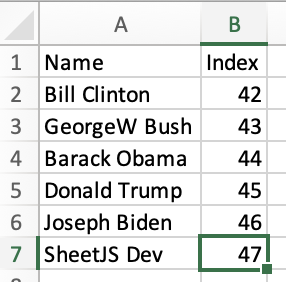 A B
1 Name Index
2 Bill Clinton 42
3 GeorgeW Bush 43
4 Barack Obama 44
5 Donald Trump 45
6 Joseph Biden 46
7 SheetJS Dev 47